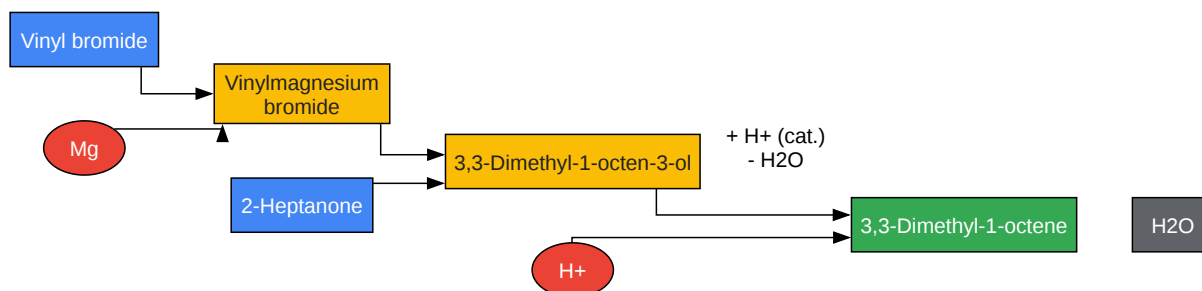 Vinyl bromide
Vinylmagnesium
bromide
Mg
+ H+ (cat.)
- H2O
3,3-Dimethyl-1-octen-3-ol
2-Heptanone
3,3-Dimethyl-1-octene
H2O
H+